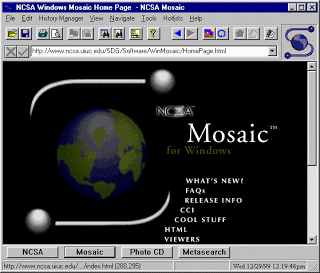 NCSA Windows Mosaic Home Page - NCSA Mosaic
File Edit History Manager View Navigate Tools Hotlists Help
http://www.ncsa.uiuc.edu/SDG/Software/WinMosaic/HomePage.html
NCSA
Mosaic™
for Windows
WHAT'S NEW?
FAQs
RELEASE INFO
CCI
COOL STUFF
HTML
VIEWERS
NCSA Mosaic Photo CD Metasearch
http://www.ncsa.uiuc.edu/.../index.html (288,295) Wed 12/29/99 12:19:46pm